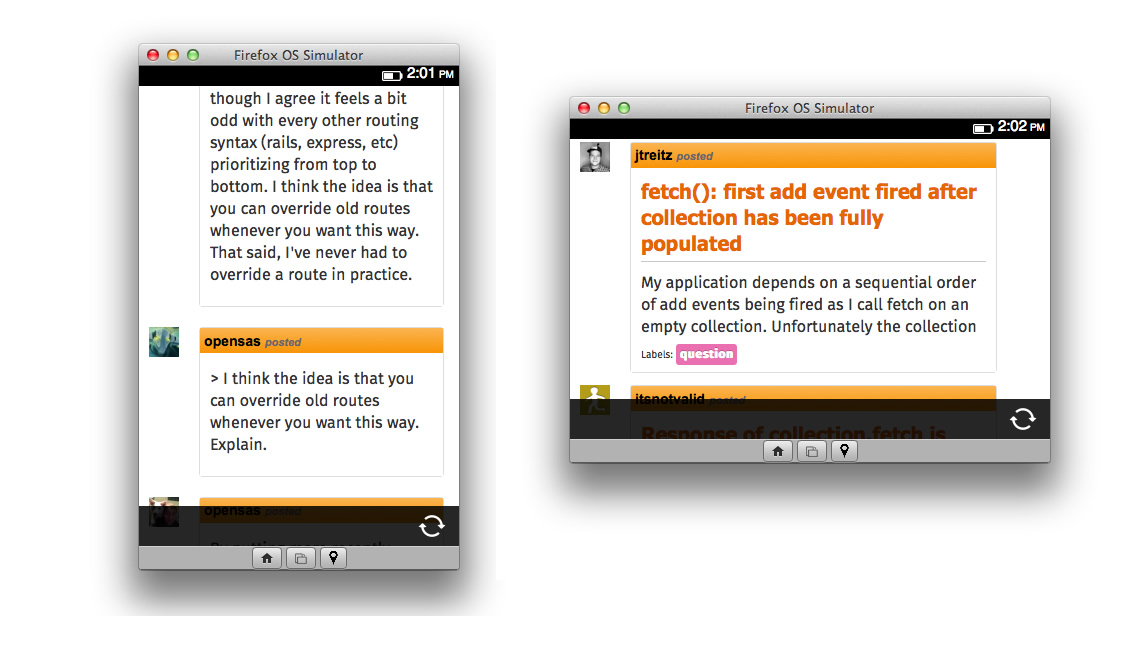 Firefox OS Simulator
2:01 PM
though I agree it feels a bit
odd with every other routing
syntax (rails, express, etc)
prioritizing from top to
bottom. I think the idea is that
you can override old routes
whenever you want this way.
That said, I've never had to
override a route in practice.
opensas posted
> I think the idea is that you
can override old routes
whenever you want this way.
Explain.
opensas posted
Firefox OS Simulator
2:02 PM
jtreitz posted
fetch(): first add event fired after
collection has been fully
populated
My application depends on a sequential order
of add events being fired as I call fetch on an
empty collection. Unfortunately the collection
Labels: question
itsnotvalid posted
Response of collection.fetch is